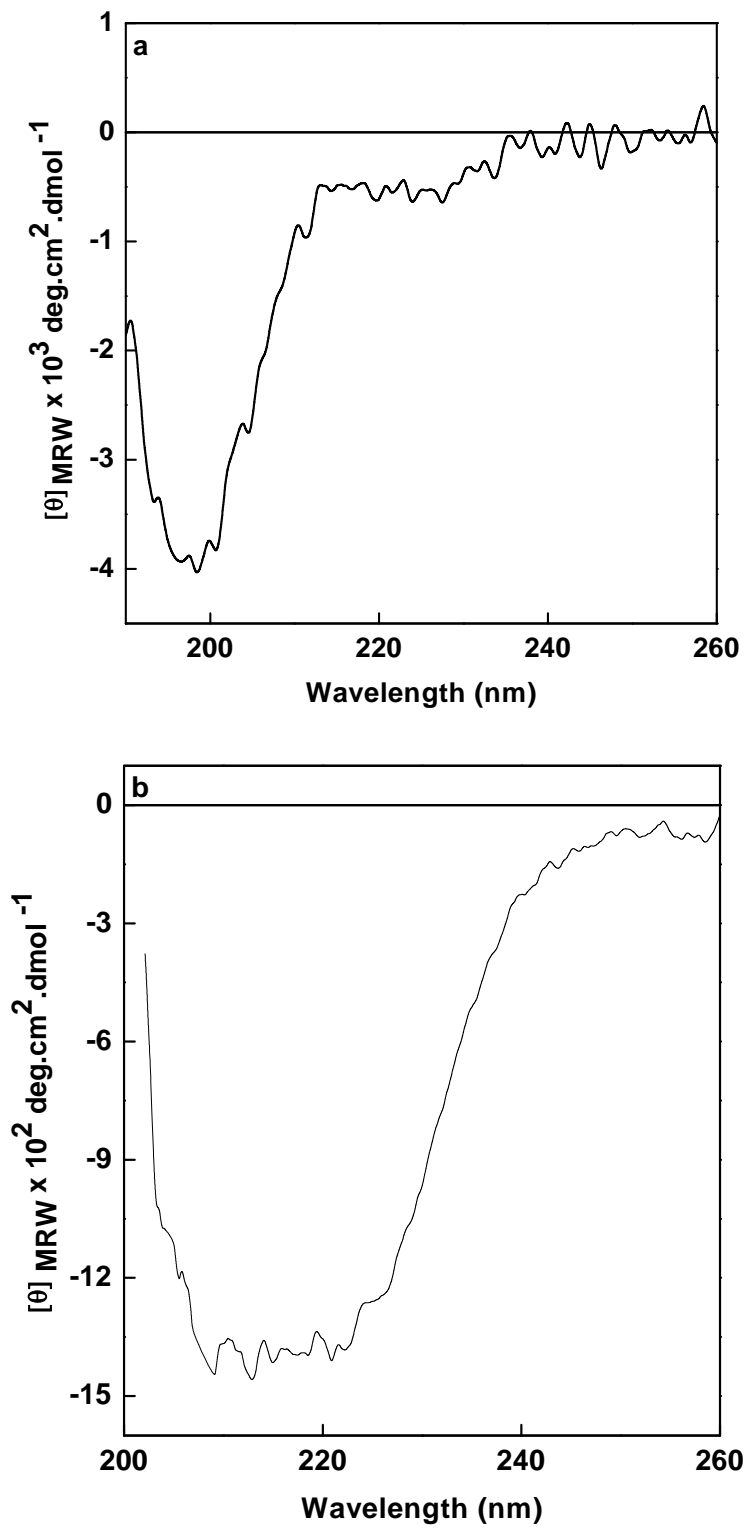 a
1
0
-1
-2
-3
-4
[θ]MRW x 10³ deg.cm².dmol⁻¹
200 220 240 260
Wavelength (nm)
b
0
-3
-6
-9
-12
-15
[θ] MRW x 10² deg.cm².dmol⁻¹
200 220 240 260
Wavelength (nm)